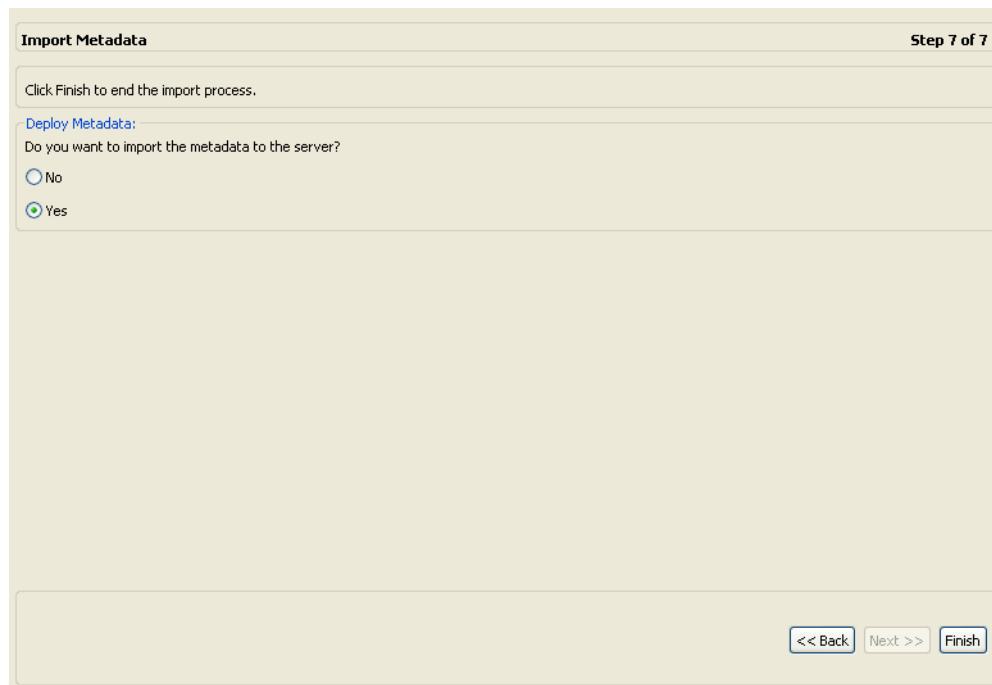 Import Metadata Step 7 of 7
Click Finish to end the import process.
Deploy Metadata:
Do you want to import the metadata to the server?
No
Yes
<< Back Next >> Finish